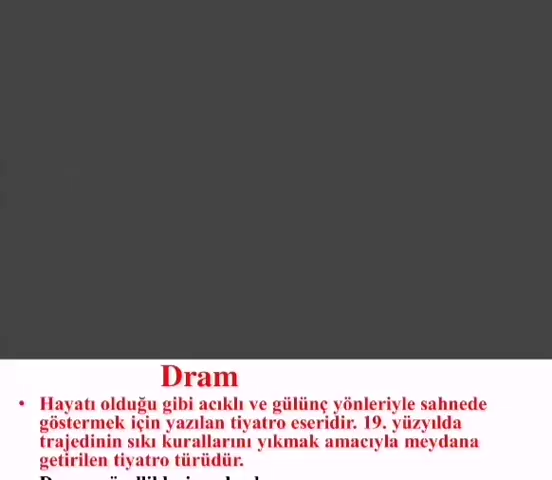 Dram
• Hayatı olduğu gibi acıklı ve gülünç yönleriyle sahnede
göstermek için yazılan tiyatro eseridir. 19. yüzyılda
trajedinin sıkı kurallarını yıkmak amacıyla meydana
getirilen tiyatro türüdür.